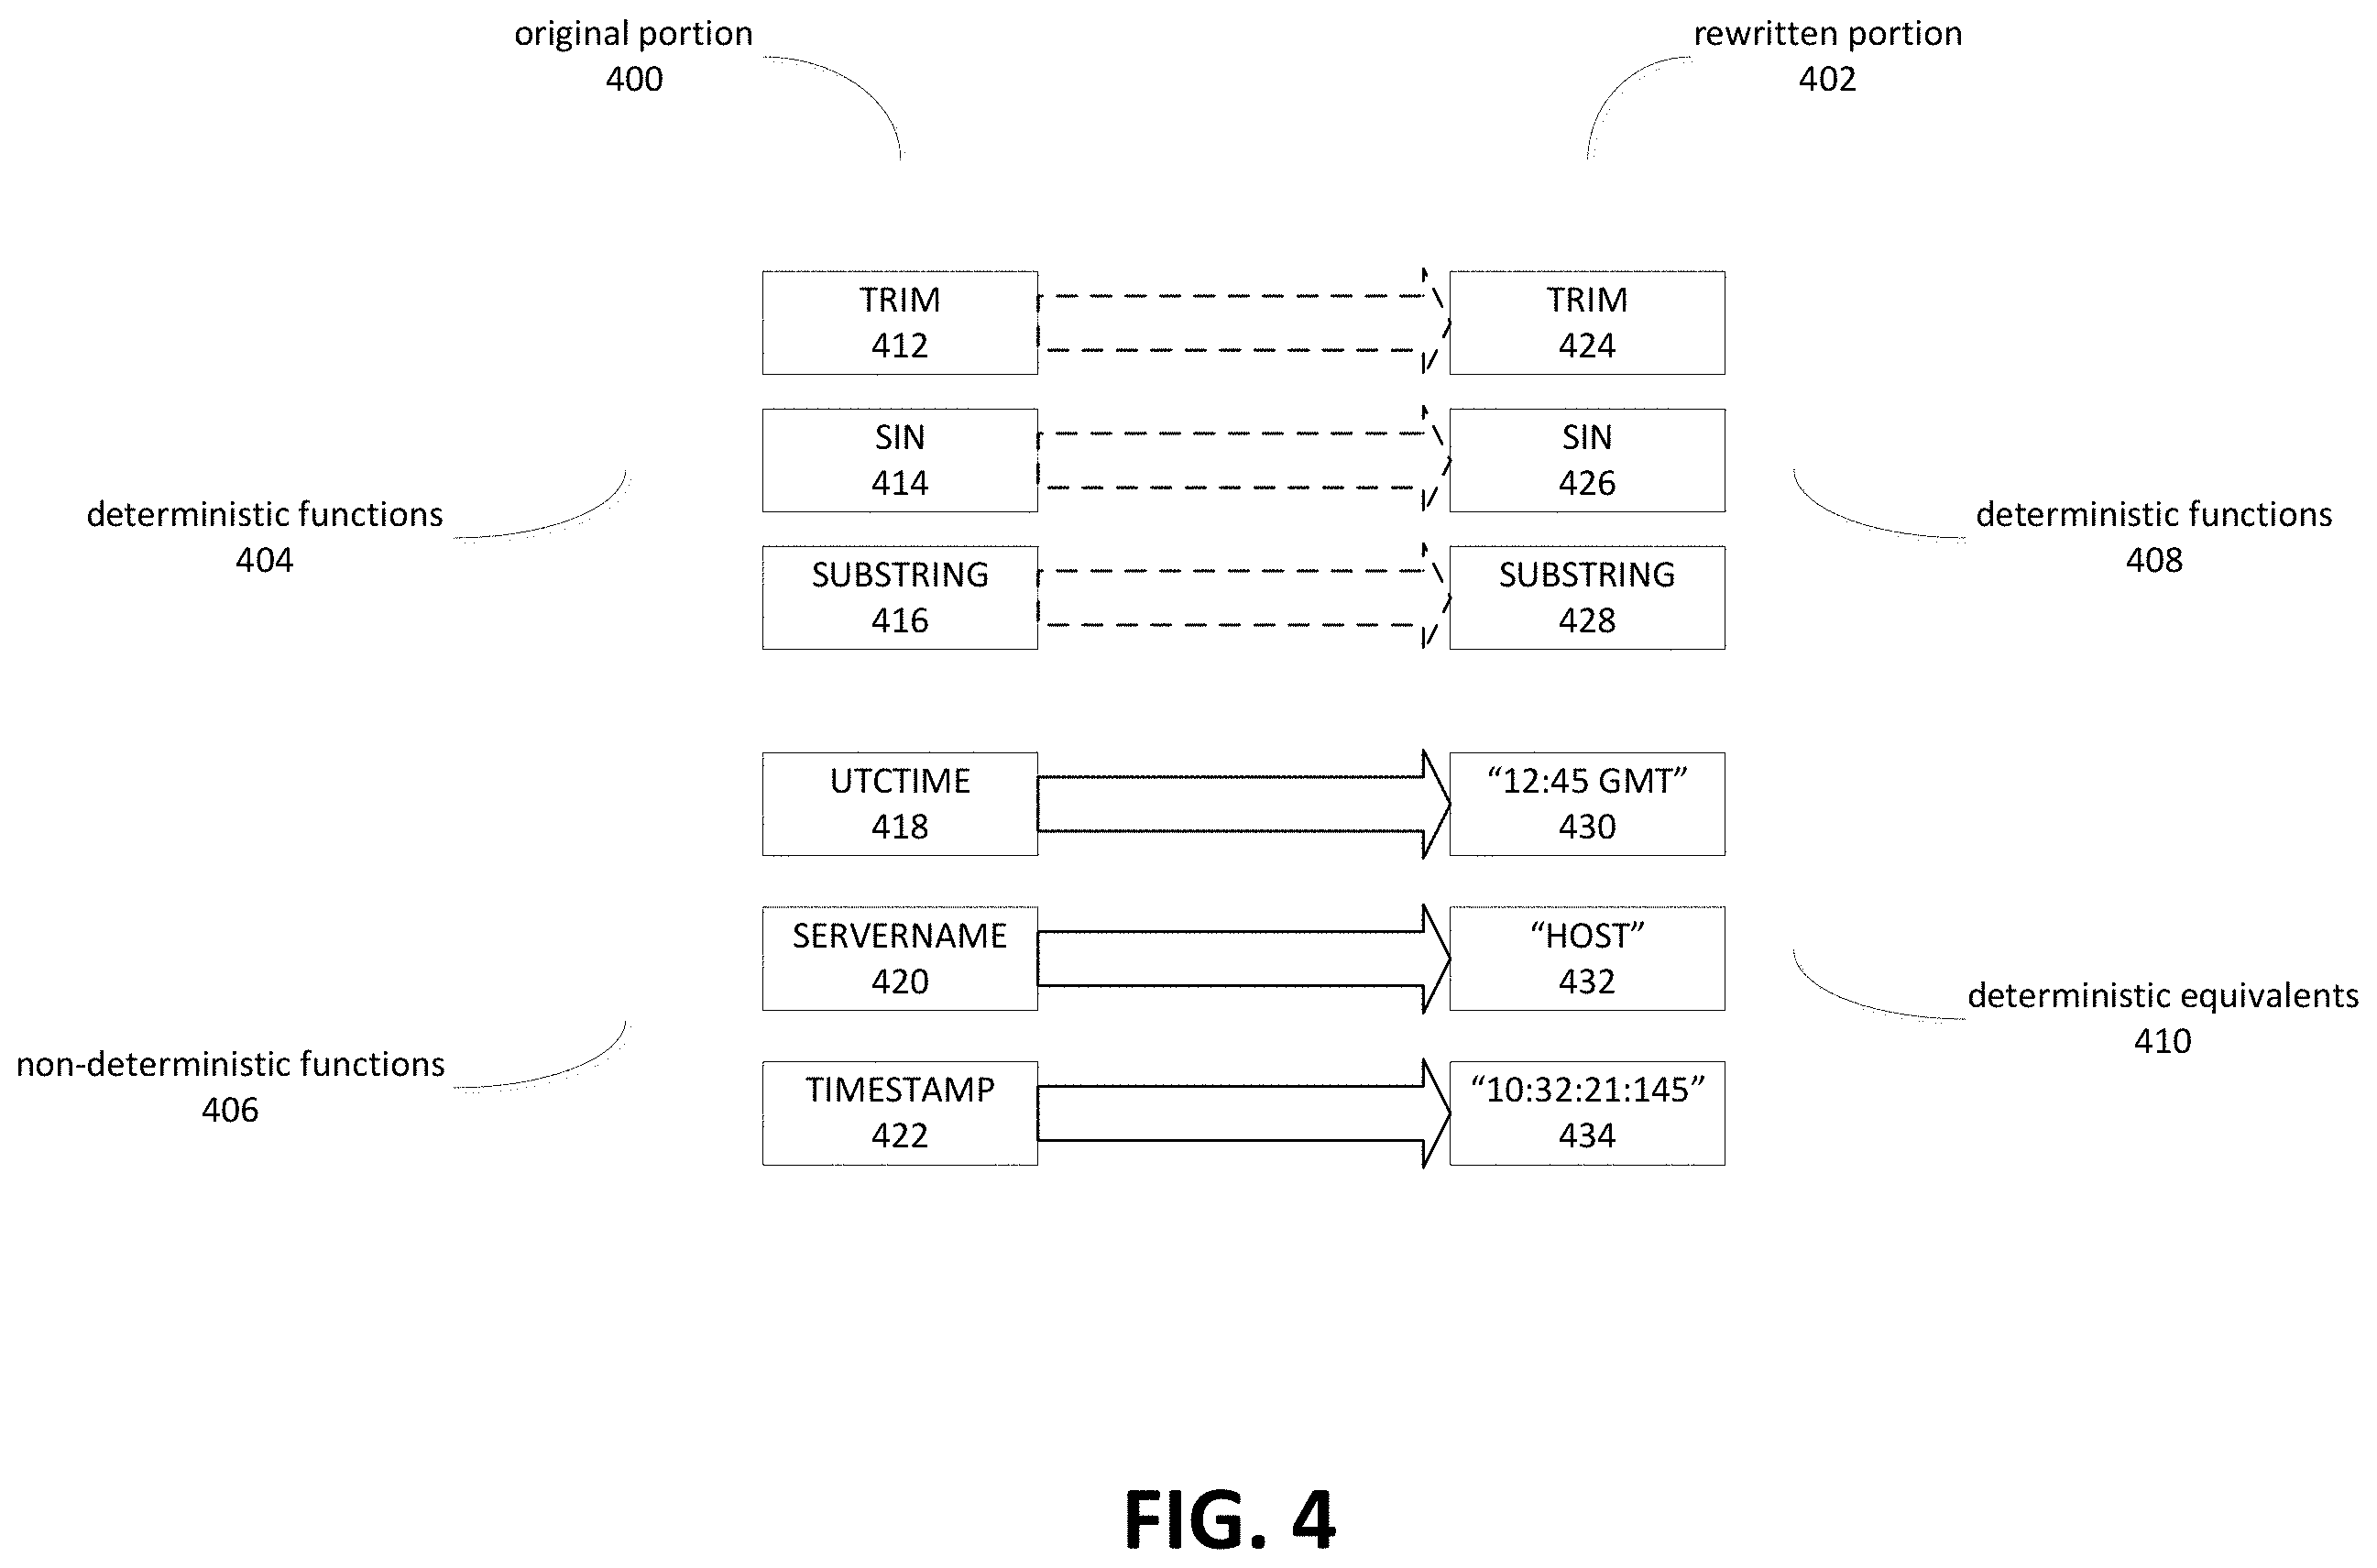 original portion
400
rewritten portion
402
TRIM
412
TRIM
424
SIN
414
SIN
426
deterministic functions
404
deterministic functions
408
SUBSTRING
416
SUBSTRING
428
UTCTIME
418
“12:45 GMT”
430
SERVERNAME
420
“HOST”
432
deterministic equivalents
410
non-deterministic functions
406
TIMESTAMP
422
“10:32:21:145”
434
FIG. 4